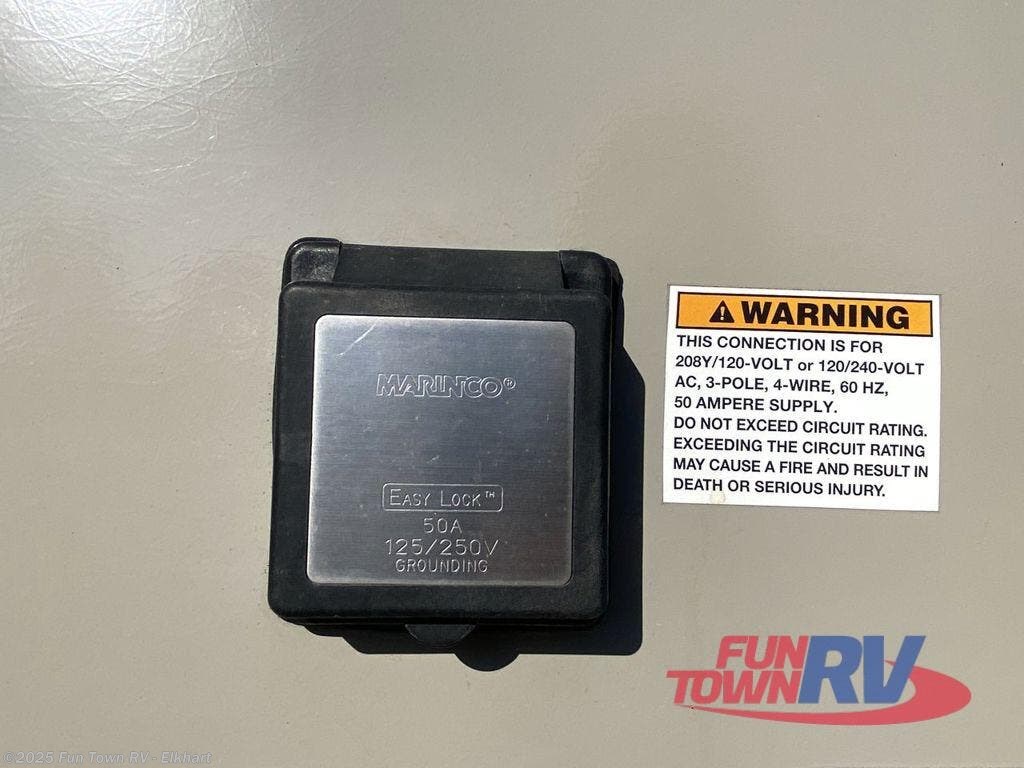 MARINCO®
EASY LOCK™
50A
125/250V
GROUNDING
WARNING
THIS CONNECTION IS FOR
208Y/120-VOLT or 120/240-VOLT
AC, 3-POLE, 4-WIRE, 60 HZ,
50 AMPERE SUPPLY.
DO NOT EXCEED CIRCUIT RATING.
EXCEEDING THE CIRCUIT RATING
MAY CAUSE A FIRE AND RESULT IN
DEATH OR SERIOUS INJURY.
FUN
TOWN RV
©2025 Fun Town RV - Elkhart